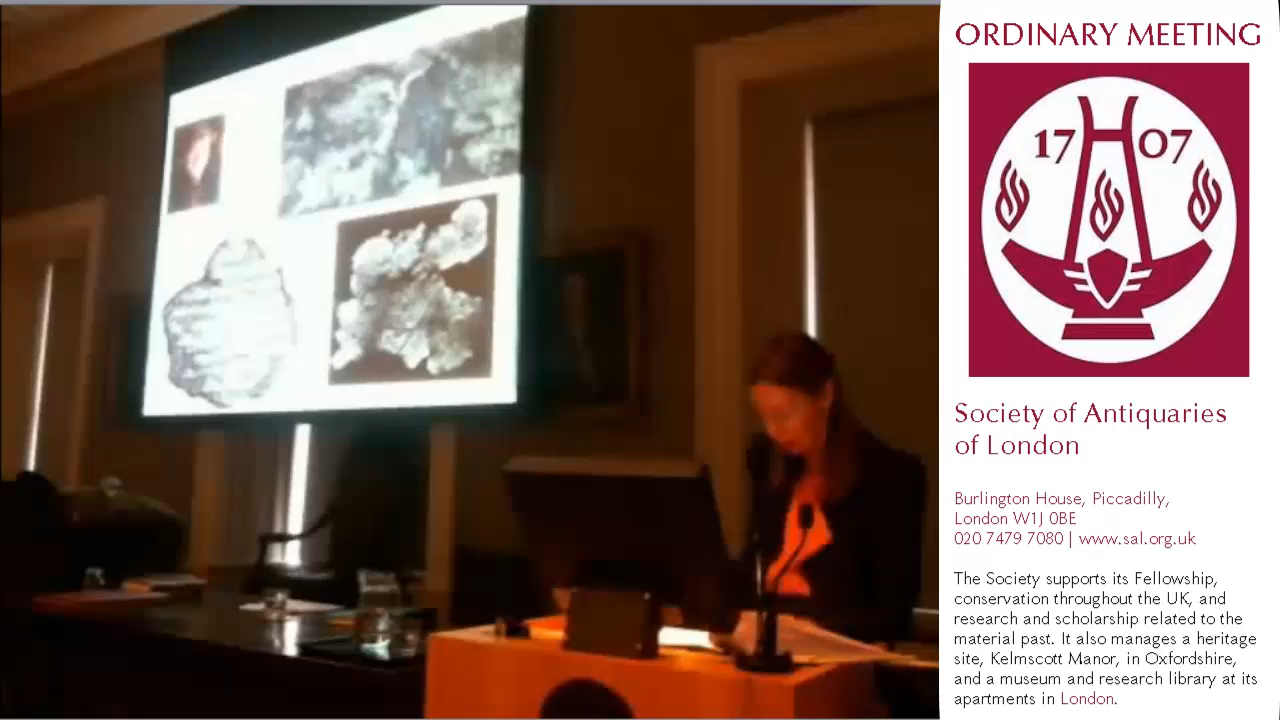 ORDINARY MEETING
17 07
Society of Antiquaries
of London
Burlington House, Piccadilly,
London W1J 0BE
020 7479 7080 | www.sal.org.uk
The Society supports its Fellowship,
conservation throughout the UK, and
research and scholarship related to the
material past. It also manages a heritage
site, Kelmscott Manor, in Oxfordshire,
and a museum and research library at its
apartments in London.